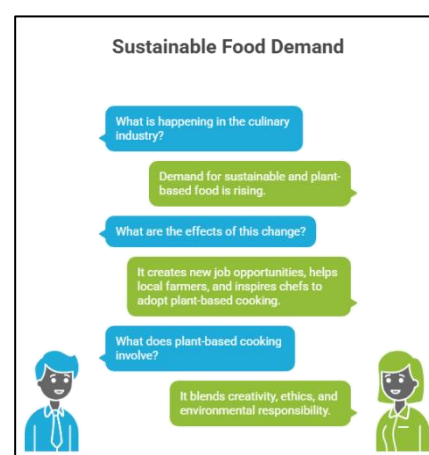 Sustainable Food Demand
What is happening in the culinary
industry?
Demand for sustainable and plant-
based food is rising.
What are the effects of this change?
It creates new job opportunities, helps
local farmers, and inspires chefs to
adopt plant-based cooking.
What does plant-based cooking
involve?
It blends creativity, ethics, and
environmental responsibility.